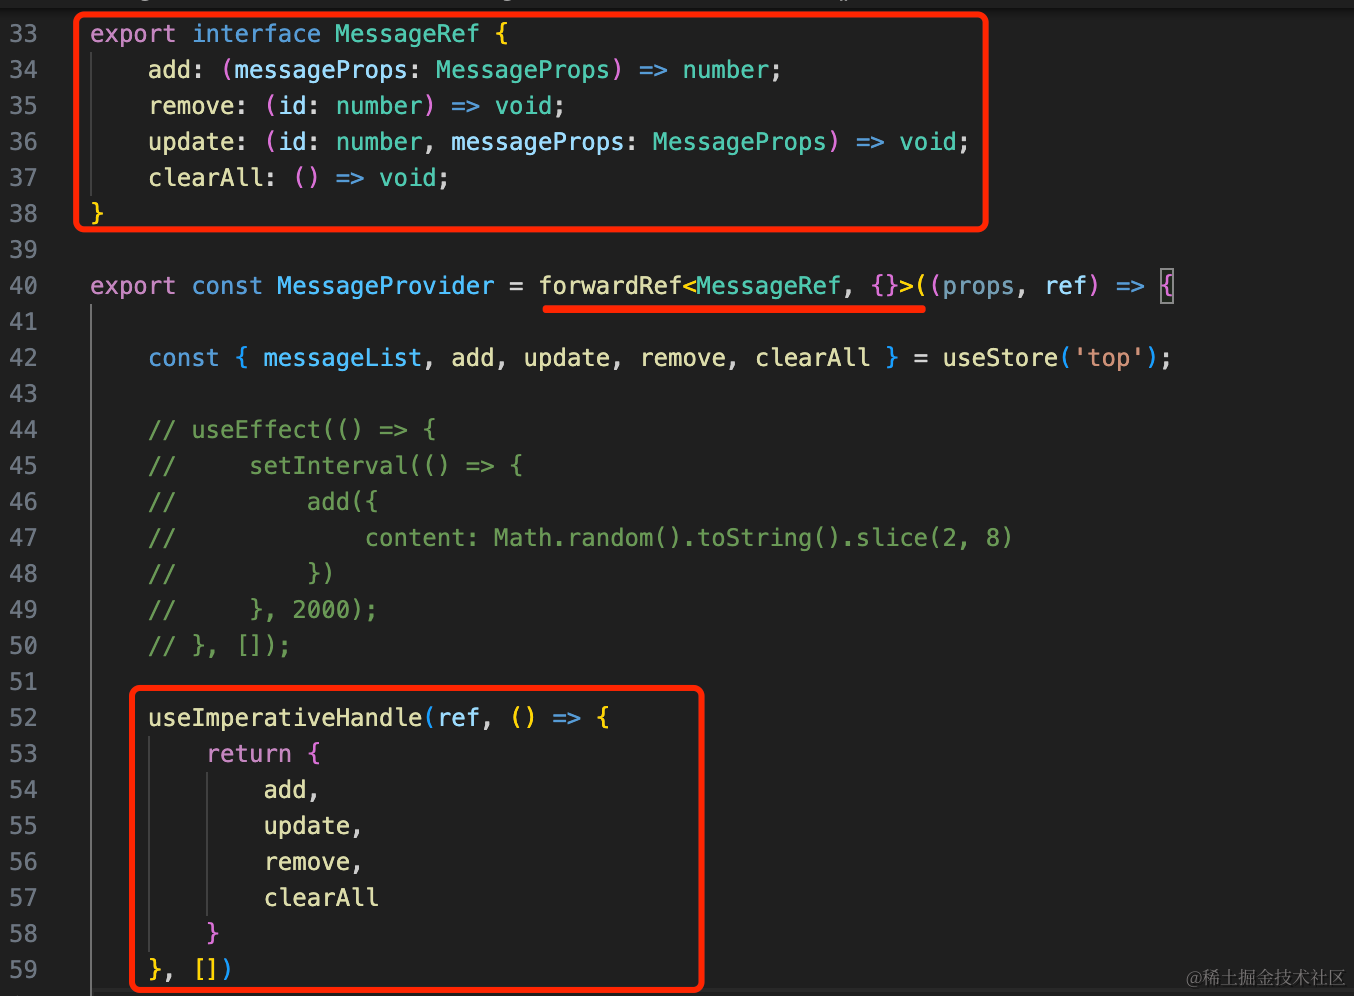 33 export interface MessageRef {
34 add: (messageProps: MessageProps) => number;
35 remove: (id: number) => void;
36 update: (id: number, messageProps: MessageProps) => void;
37 clearAll: () => void;
38 }
39
40 export const MessageProvider = forwardRef<MessageRef, {}>((props, ref) => {
41
42 const { messageList, add, update, remove, clearAll } = useStore('top');
43
44 // useEffect(() => {
45 // setInterval(() => {
46 // add({
47 // content: Math.random().toString().slice(2, 8)
48 // })
49 // }, 2000);
50 // }, []);
51
52 useImperativeHandle(ref, () => {
53 return {
54 add,
55 update,
56 remove,
57 clearAll
58 }
59 }, [])
@稀土掘金技术社区